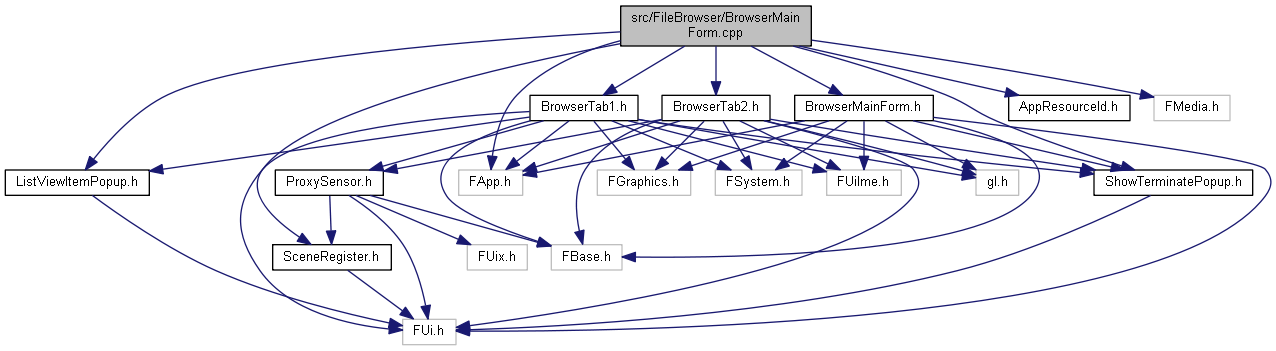 src/FileBrowser/BrowserMain
Form.cpp
BrowserTab1.h
BrowserTab2.h
BrowserMainForm.h
AppResourceId.h
FMedia.h
ListViewItemPopup.h
ProxySensor.h
FApp.h
FGraphics.h
FSystem.h
FUiIme.h
gl.h
ShowTerminatePopup.h
SceneRegister.h
FUix.h
FBase.h
FUi.h